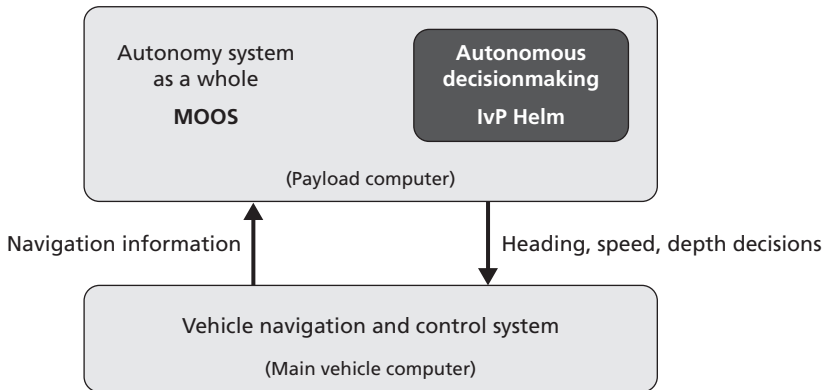 Autonomy system
as a whole
MOOS
Autonomous
decisionmaking
IvP Helm
(Payload computer)
Navigation information
Heading, speed, depth decisions
Vehicle navigation and control system
(Main vehicle computer)